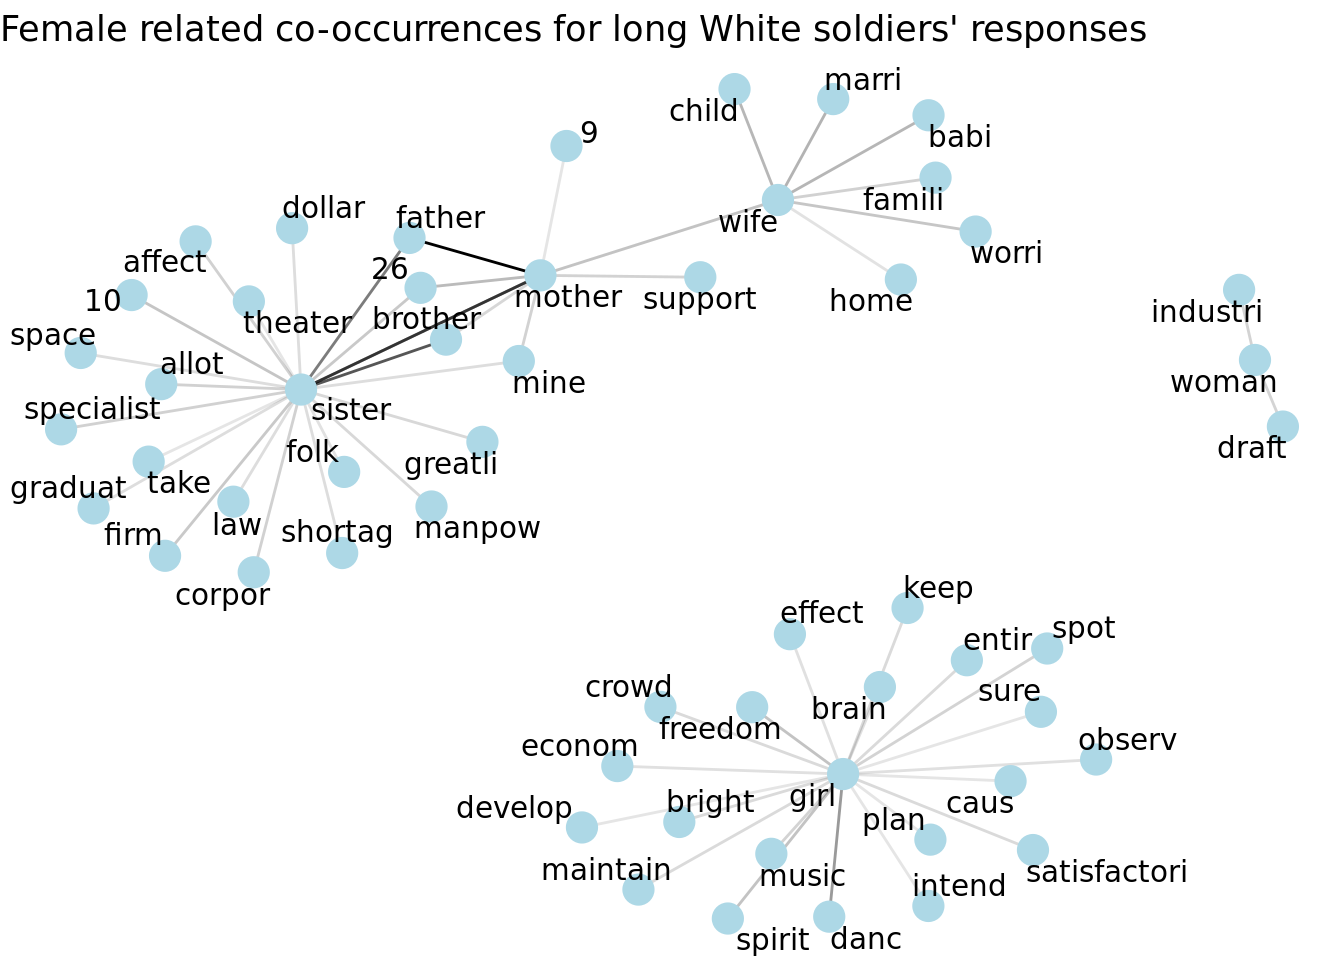 Female related co-occurrences for long White soldiers' responses
child
marri
babi
famili
wife
worri
home
9
dollar
father
affect
26
10
theater
brother
mother
support
space
allot
mine
specialist
sister
folk
greatli
graduat
take
firm
law
shortag
manpow
corpor
industri
woman
draft
keep
effect
entir
spot
crowd
freedom
brain
sure
econom
observ
develop
bright
girl
caus
plan
maintain
music
satisfactori
intend
spirit
danc